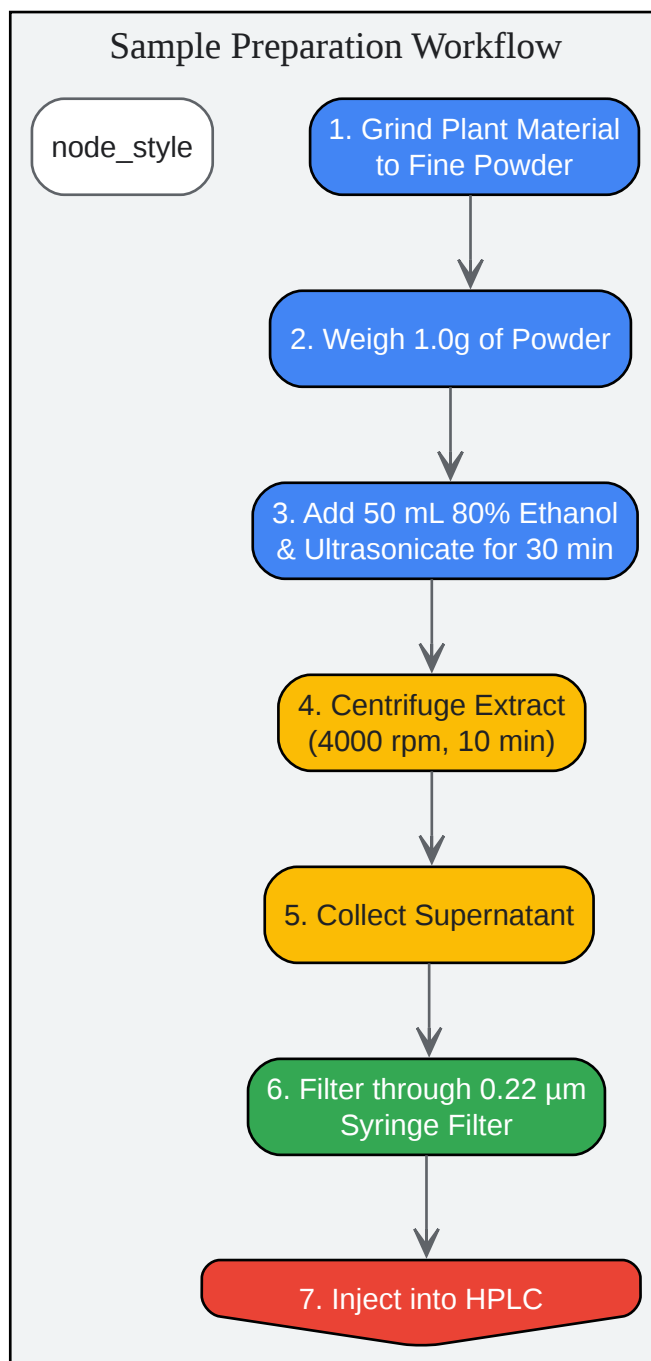 Sample Preparation Workflow
node_style
1. Grind Plant Material
to Fine Powder
2. Weigh 1.0g of Powder
3. Add 50 mL 80% Ethanol
& Ultrasonicate for 30 min
4. Centrifuge Extract
(4000 rpm, 10 min)
5. Collect Supernatant
6. Filter through 0.22 µm
Syringe Filter
7. Inject into HPLC